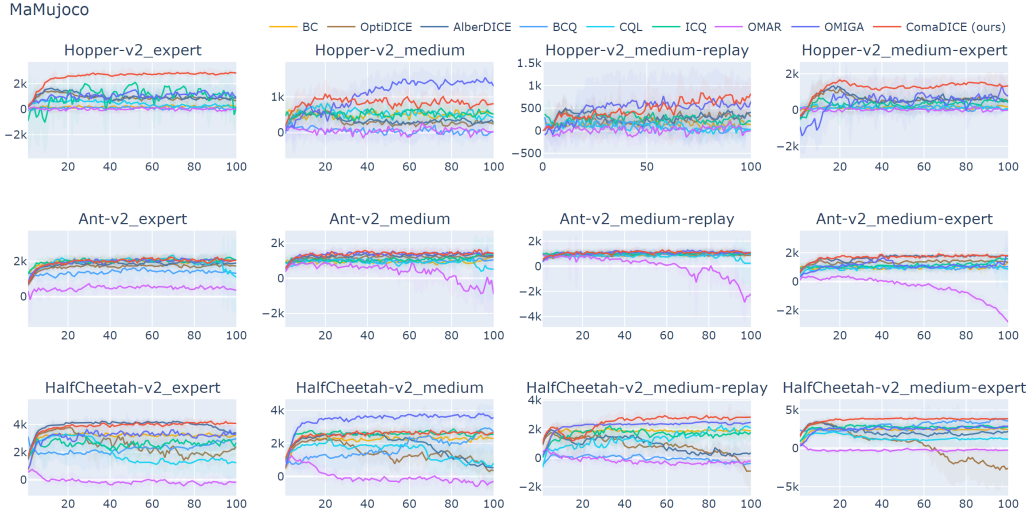 MaMujoco
BC OptiDICE AlberDICE BCQ CQL ICQ OMAR OMIGA ComaDICE (ours)
Hopper-v2_expert Hopper-v2_medium Hopper-v2_medium-replay Hopper-v2_medium-expert
2k 0 −2k
20 40 60 80 100
1k 0
20 40 60 80 100
1.5k 1k 500 0 −500
0 50 100
2k 0 −2k
20 40 60 80 100
Ant-v2_expert Ant-v2_medium Ant-v2_medium-replay Ant-v2_medium-expert
2k 0
20 40 60 80 100
2k 0 −2k
20 40 60 80 100
2k 0 −2k −4k
20 40 60 80 100
2k 0 −2k
20 40 60 80 100
HalfCheetah-v2_expert HalfCheetah-v2_medium HalfCheetah-v2_medium-replay HalfCheetah-v2_medium-expert
4k 2k 0
20 40 60 80 100
4k 2k 0
20 40 60 80 100
4k 2k 0 −2k
20 40 60 80 100
5k 0 −5k
20 40 60 80 100